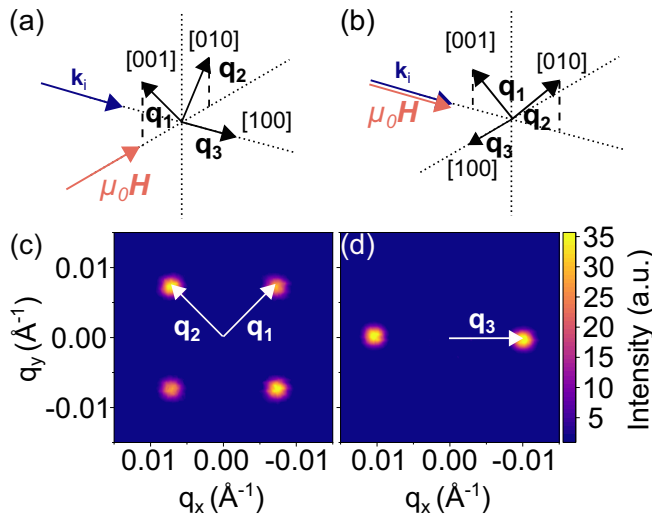 (a)
[001]
[010]
k_i
q_1
q_2
q_3
[100]
μ_0H
(b)
[001]
[010]
k_i
q_1
q_2
μ_0H
q_3
[100]
(c)
0.01
0.00
-0.01
q_y (Å⁻¹)
q_2
q_1
0.01 0.00 -0.01
q_x (Å⁻¹)
(d)
q_3
0.01 0.00 -0.01
q_x (Å⁻¹)
35
30
25
20
15
10
5
Intensity (a.u.)